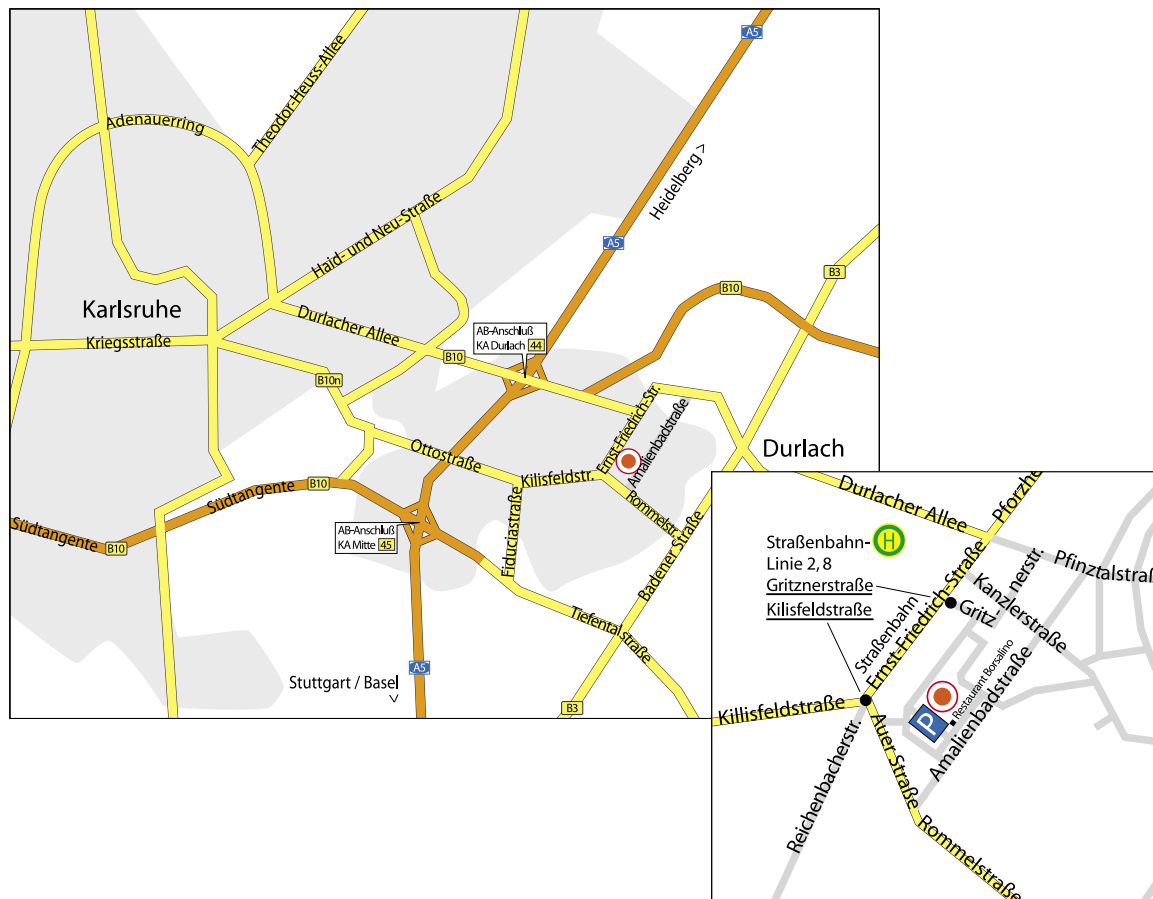 A5
Theodor-Heuss-Allee
Adenauerring
Heidelberg >
Haid- und Neu-Straße
A5
B3
B10
Karlsruhe
Durlacher Allee
Kriegsstraße
AB-Anschluß
KA Durlach 44
B10
B10n
Ernst-Friedrich-Str.
Amalienbadstraße
Ottostraße
Durlach
Kilisfeldstr.
Rommelstr.
Südtangente
B10
Südtangente
B10
AB-Anschluß
KA Mitte 45
Fiduciastraße
Badener Straße
Tiefentalstraße
A5
Stuttgart / Basel
>
B3
Durlacher Allee
Pforzhe
H
Straßenbahn-
Linie 2, 8
Gritznerstraße
Kilisfeldstraße
Pfinztalstraß
Kanzlerstraße
Gritz
nerstr.
Straßenbahn
Ernst-Friedrich-Straße
Restaurant Borsalino
Amalienbadstraße
P
Killisfeldstraße
Auer Straße
Reichenbacherstr.
Rommelstraße